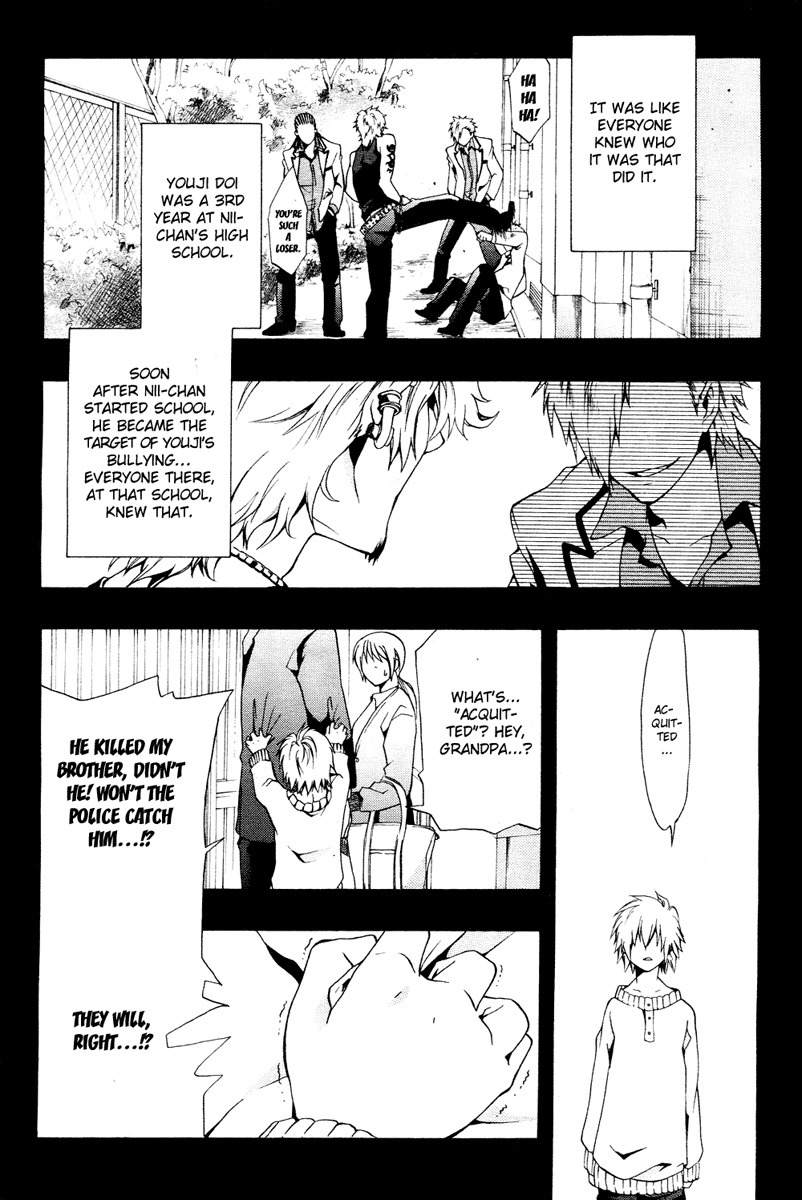 IT WAS LIKE
EVERYONE
KNEW WHO
IT WAS THAT
DID IT.
HA
HA
HA!
YOU'RE
SUCH
A
LOSER.
YOUJI DOI
WAS A 3RD
YEAR AT NII-
CHAN'S HIGH
SCHOOL.
SOON
AFTER NII-CHAN
STARTED SCHOOL,
HE BECAME THE
TARGET OF YOUJI'S
BULLYING...
EVERYONE THERE,
AT THAT SCHOOL,
KNEW THAT.
AC-
QUIT-
TED
...
WHAT'S...
"ACQUIT-
TED"? HEY,
GRANDPA...?
HE KILLED MY
BROTHER, DIDN'T
HE! WON'T THE
POLICE CATCH
HIM...!?
THEY WILL,
RIGHT...!?